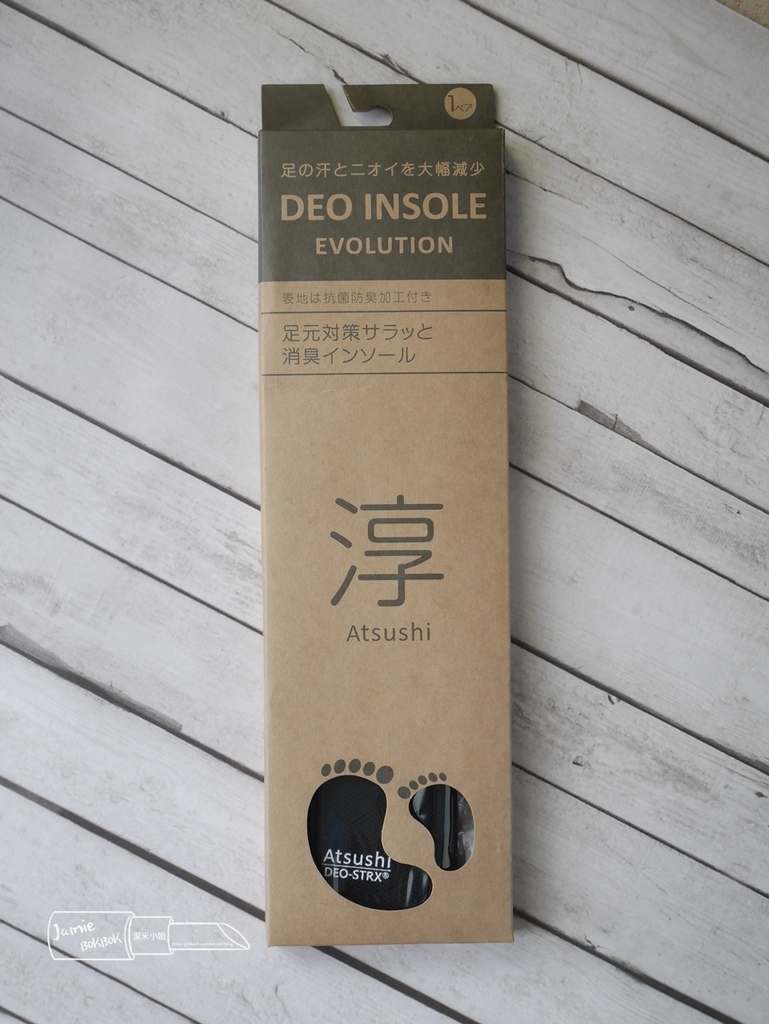 1ペア
足の汗とニオイを大幅減少
DEO INSOLE
EVOLUTION
表地は抗菌防臭加工付き
足元対策サラッと
消臭インソール
淳
Atsushi
Atsushi
DEO-STRX®
Jamie
BOKBOK
潔米小姐